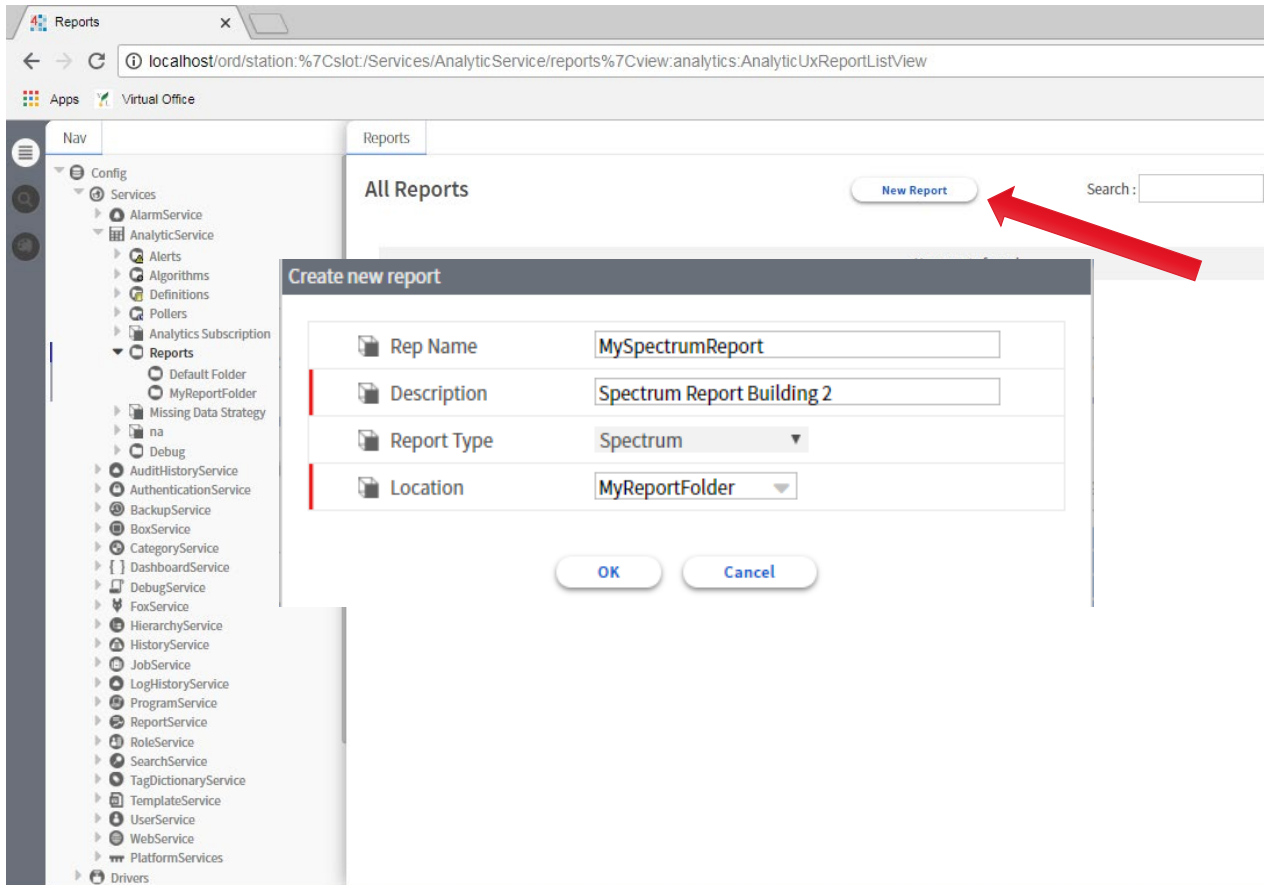 Reports
localhost/ord/station:%7Cslot:/Services/AnalyticService/reports%7Cview:analytics:AnalyticUxReportListView
Apps Virtual Office
Nav
Config
Services
AlarmService
AnalyticService
Alerts
Algorithms
Definitions
Pollers
Analytics Subscription
Reports
Default Folder
MyReportFolder
Missing Data Strategy
na
Debug
AuditHistoryService
AuthenticationService
BackupService
BoxService
CategoryService
DashboardService
DebugService
FoxService
HierarchyService
HistoryService
JobService
LogHistoryService
ProgramService
ReportService
RoleService
SearchService
TagDictionaryService
TemplateService
UserService
WebService
PlatformServices
Drivers
Reports
All Reports
New Report
Search :
Create new report
Rep Name MySpectrumReport
Description Spectrum Report Building 2
Report Type Spectrum
Location MyReportFolder
OK Cancel